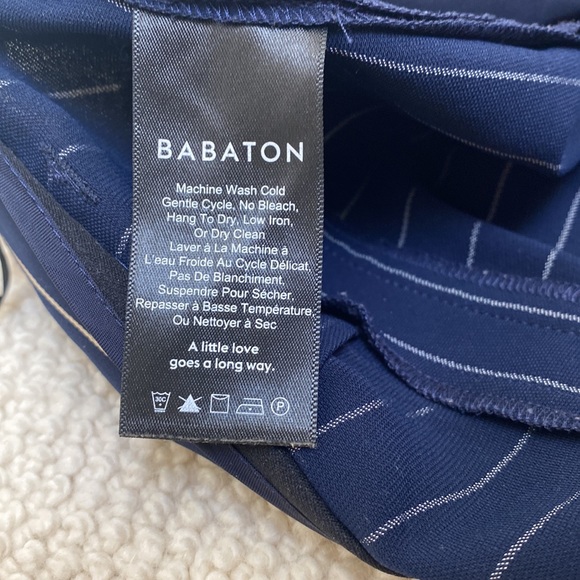 BABATON
Machine Wash Cold
Gentle Cycle, No Bleach,
Hang To Dry, Low Iron,
Or Dry Clean
Laver à La Machine à
L'eau Froide Au Cycle Délicat,
Pas De Blanchiment,
Suspendre Pour Sécher,
Repasser à Basse Température,
Ou Nettoyer à Sec
A little love
goes a long way.
30C
P